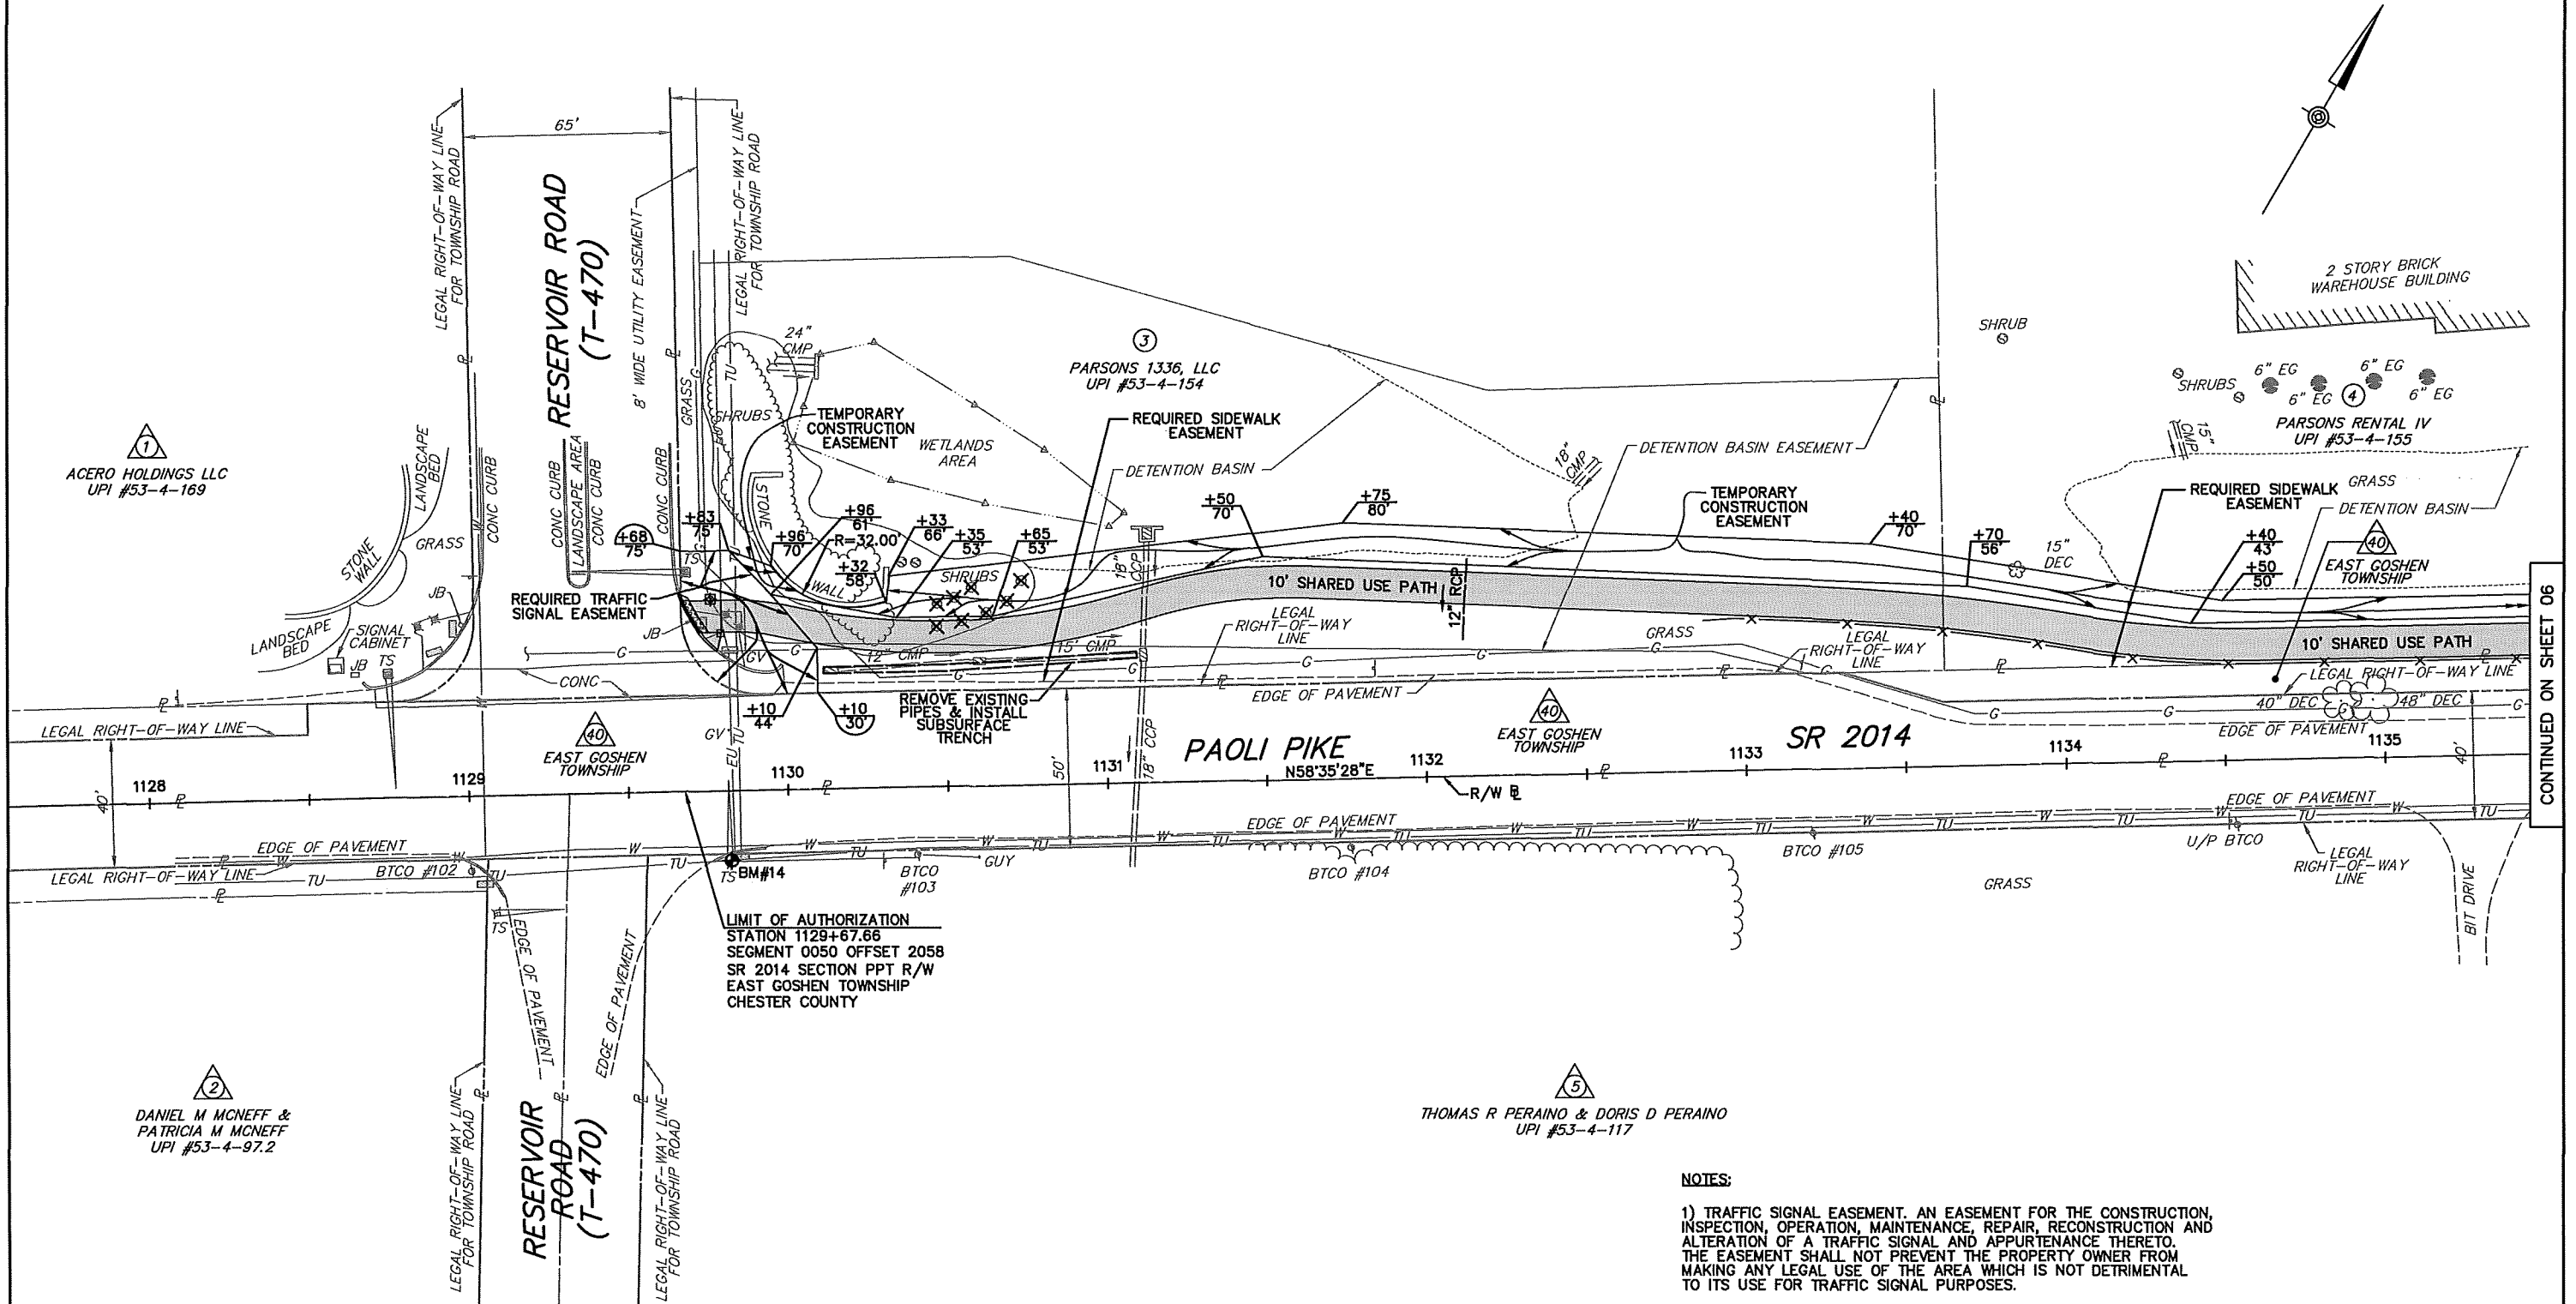 65'
LEGAL RIGHT-OF-WAY LINE
FOR TOWNSHIP ROAD
RESERVOIR ROAD
(T-470)
8' WIDE UTILITY EASEMENT
LEGAL RIGHT-OF-WAY LINE
FOR TOWNSHIP ROAD
24"
CMP
3
PARSONS 1336, LLC
UPI #53-4-154
2 STORY BRICK
WAREHOUSE BUILDING
SHRUB
SHRUBS
6" EG
6" EG
6" EG
6" EG
4
PARSONS RENTAL IV
UPI #53-4-155
15"
CMP
1
ACERO HOLDINGS LLC
UPI #53-4-169
LANDSCAPE
BED
CONC CURB
CONC CURB
LANDSCAPE AREA
CONC CURB
CONC CURB
GRASS
G
TU
SHRUBS
TEMPORARY
CONSTRUCTION
EASEMENT
WETLANDS
AREA
REQUIRED SIDEWALK
EASEMENT
DETENTION BASIN
18"
CMP
DETENTION BASIN EASEMENT
TEMPORARY
CONSTRUCTION
EASEMENT
REQUIRED SIDEWALK
EASEMENT
GRASS
DETENTION BASIN
40
EAST GOSHEN
TOWNSHIP
STONE
WALL
GRASS
W
STONE
WALL
+68
75'
+83
75'
+96
70'
+96
61'
R=32.00'
+32
58'
+33
66'
+35
53'
+65
53'
+50
70'
+75
80'
+40
70'
+70
56'
15"
DEC
+40
43'
+50
50'
SHRUBS
TS
REQUIRED TRAFFIC
SIGNAL EASEMENT
JB
JB
SIGNAL
CABINET
JB
TS
LANDSCAPE
BED
GV
18"
CCP
10' SHARED USE PATH
12" RCP
LEGAL
RIGHT-OF-WAY
LINE
GRASS
LEGAL
RIGHT-OF-WAY
LINE
10' SHARED USE PATH
LEGAL RIGHT-OF-WAY LINE
12" CMP
15" CMP
CONC
REMOVE EXISTING
PIPES & INSTALL
SUBSURFACE
TRENCH
+10
44'
+10
30'
EDGE OF PAVEMENT
40
EAST GOSHEN
TOWNSHIP
40" DEC
48" DEC
EDGE OF PAVEMENT
LEGAL RIGHT-OF-WAY LINE
40
EAST GOSHEN
TOWNSHIP
GV
EU
TU
50'
18" CCP
PAOLI PIKE
SR 2014
N58°35'28"E
R/W
1128
1129
1130
1131
1132
1133
1134
1135
40'
40'
CONTINUED ON SHEET 06
EDGE OF PAVEMENT
LEGAL RIGHT-OF-WAY LINE
TU
BTCO #102
TU
W
TU
TS
BM#14
BTCO
#103
GUY
EDGE OF PAVEMENT
BTCO #104
BTCO #105
EDGE OF PAVEMENT
U/P BTCO
LEGAL
RIGHT-OF-WAY
LINE
GRASS
BIT DRIVE
TS
EDGE OF PAVEMENT
EDGE OF PAVEMENT
LIMIT OF AUTHORIZATION
STATION 1129+67.66
SEGMENT 0050 OFFSET 2058
SR 2014 SECTION PPT R/W
EAST GOSHEN TOWNSHIP
CHESTER COUNTY
2
DANIEL M MCNEFF &
PATRICIA M MCNEFF
UPI #53-4-97.2
LEGAL RIGHT-OF-WAY LINE
FOR TOWNSHIP ROAD
RESERVOIR
ROAD
(T-470)
LEGAL RIGHT-OF-WAY LINE
FOR TOWNSHIP ROAD
5
THOMAS R PERAINO & DORIS D PERAINO
UPI #53-4-117
NOTES:
1) TRAFFIC SIGNAL EASEMENT. AN EASEMENT FOR THE CONSTRUCTION,
INSPECTION, OPERATION, MAINTENANCE, REPAIR, RECONSTRUCTION AND
ALTERATION OF A TRAFFIC SIGNAL AND APPURTENANCE THERETO.
THE EASEMENT SHALL NOT PREVENT THE PROPERTY OWNER FROM
MAKING ANY LEGAL USE OF THE AREA WHICH IS NOT DETRIMENTAL
TO ITS USE FOR TRAFFIC SIGNAL PURPOSES.